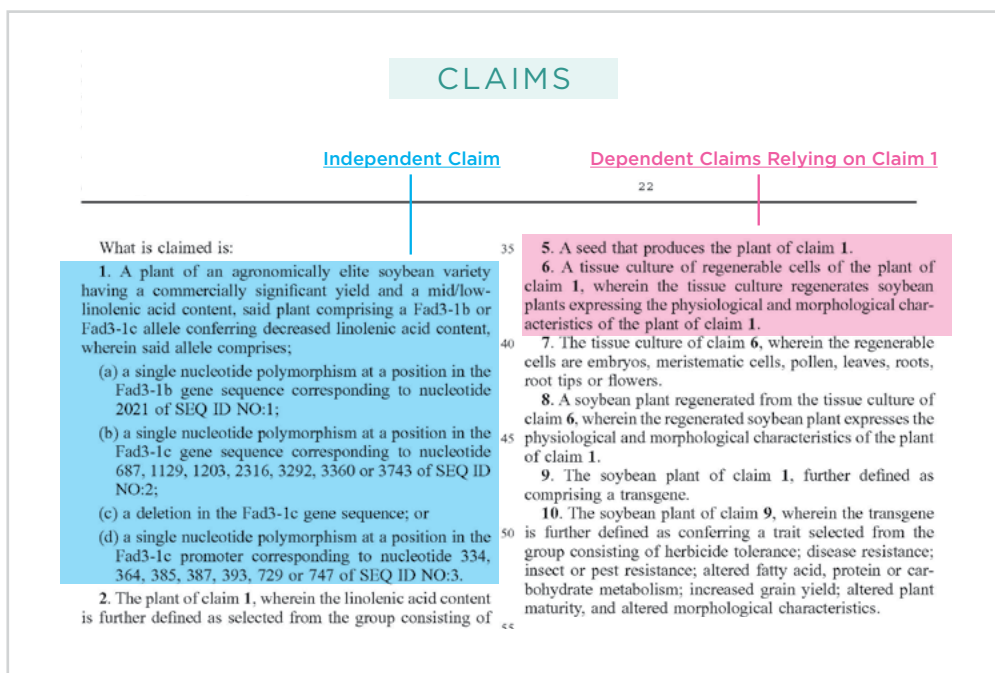 CLAIMS
Independent Claim
Dependent Claims Relying on Claim 1
22
What is claimed is:
1. A plant of an agronomically elite soybean variety
having a commercially significant yield and a mid/low-
linolenic acid content, said plant comprising a Fad3-1b or
Fad3-1c allele conferring decreased linolenic acid content,
wherein said allele comprises;
(a) a single nucleotide polymorphism at a position in the
Fad3-1b gene sequence corresponding to nucleotide
2021 of SEQ ID NO:1;
(b) a single nucleotide polymorphism at a position in the
Fad3-1c gene sequence corresponding to nucleotide
687, 1129, 1203, 2316, 3292, 3360 or 3743 of SEQ ID
NO:2;
(c) a deletion in the Fad3-1c gene sequence; or
(d) a single nucleotide polymorphism at a position in the
Fad3-1c promoter corresponding to nucleotide 334,
364, 385, 387, 393, 729 or 747 of SEQ ID NO:3.
2. The plant of claim 1, wherein the linolenic acid content
is further defined as selected from the group consisting of
35
40
45
50
55
5. A seed that produces the plant of claim 1.
6. A tissue culture of regenerable cells of the plant of
claim 1, wherein the tissue culture regenerates soybean
plants expressing the physiological and morphological char-
acteristics of the plant of claim 1.
7. The tissue culture of claim 6, wherein the regenerable
cells are embryos, meristematic cells, pollen, leaves, roots,
root tips or flowers.
8. A soybean plant regenerated from the tissue culture of
claim 6, wherein the regenerated soybean plant expresses the
physiological and morphological characteristics of the plant
of claim 1.
9. The soybean plant of claim 1, further defined as
comprising a transgene.
10. The soybean plant of claim 9, wherein the transgene
is further defined as conferring a trait selected from the
group consisting of herbicide tolerance; disease resistance;
insect or pest resistance; altered fatty acid, protein or car-
bohydrate metabolism; increased grain yield; altered plant
maturity, and altered morphological characteristics.